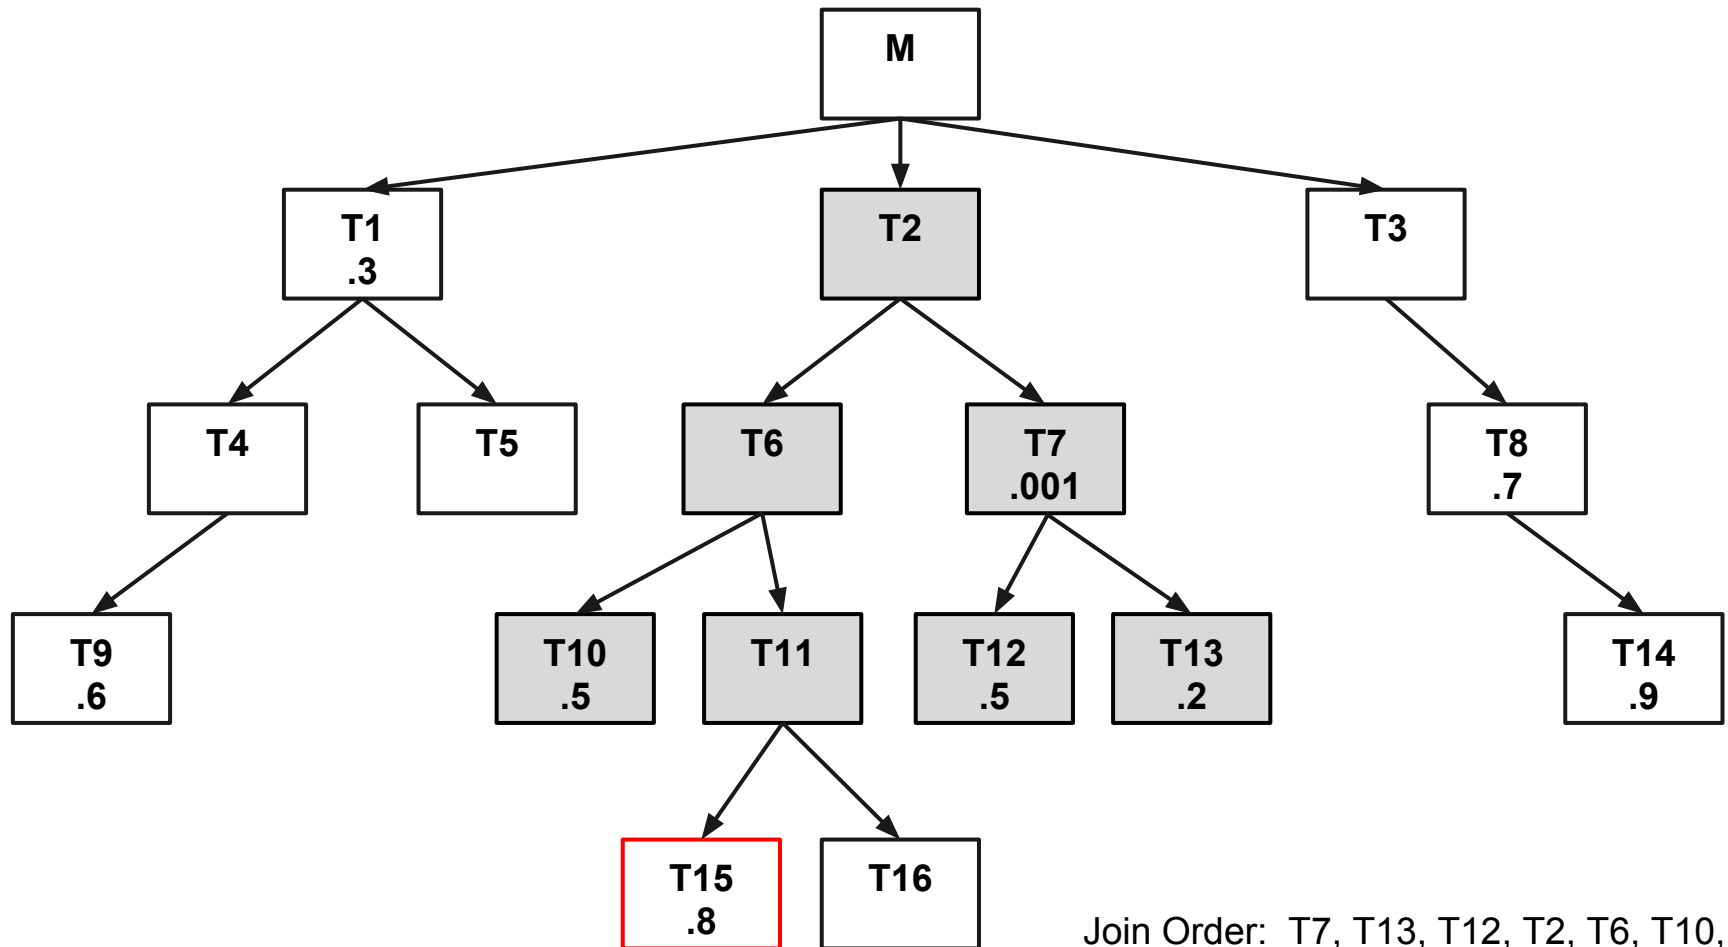 M
T1
.3
T2
T3
T4
T5
T6
T7
.001
T8
.7
T9
.6
T10
.5
T11
T12
.5
T13
.2
T14
.9
T15
.8
T16
Join Order: T7, T13, T12, T2, T6, T10,